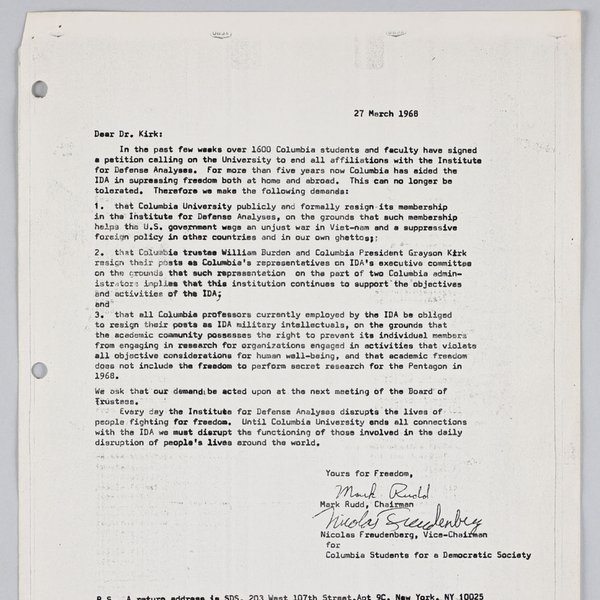 27 March 1968
Dear Dr. Kirk:
In the past few weeks over 1600 Columbia students and faculty have signed
a petition calling on the University to end all affiliations with the Institute
for Defense Analyses. For more than five years now Columbia has aided the
IDA in supressing freedom both at home and abroad. This can no longer be
tolerated. Therefore we make the following demands:
1. that Columbia University publicly and formally resign its membership
in the Institute for Defense Analyses, on the grounds that such membership
helps the U.S. government wage an unjust war in Viet-nam and a suppressive
foreign policy in other countries and in our own ghettos;
2. that Columbia trustee William Burden and Columbia President Grayson Kirk
resign their posts as Columbia's representatives on IDA's executive committee
on the grounds that such representation on the part of two Columbia admin-
istrators implies that this institution continues to support the objectives
and activities of the IDA;
and
3. that all Columbia professors currently employed by the IDA be obliged
to resign their posts as IDA military intellectuals, on the grounds that
the academic community possesses the right to prevent its individual members
from engaging in research for organizations engaged in activities that violate
all objective considerations for human well-being, and that academic freedom
does not include the freedom to perform secret research for the Pentagon in
1968.
We ask that our demands be acted upon at the next meeting of the Board of
Trustees.
Every day the Institute for Defense Analyses disrupts the lives of
people fighting for freedom. Until Columbia University ends all connections
with the IDA we must disrupt the functioning of those involved in the daily
disruption of people's lives around the world.
Yours for Freedom,
Mark Rudd
Mark Rudd, Chairman
Nicolas Freudenberg
Nicolas Freudenberg, Vice-Chairman
for
Columbia Students for a Democratic Society
P.S. A return address is SDS, 203 West 107th Street, Apt 9C, New York, NY 10025